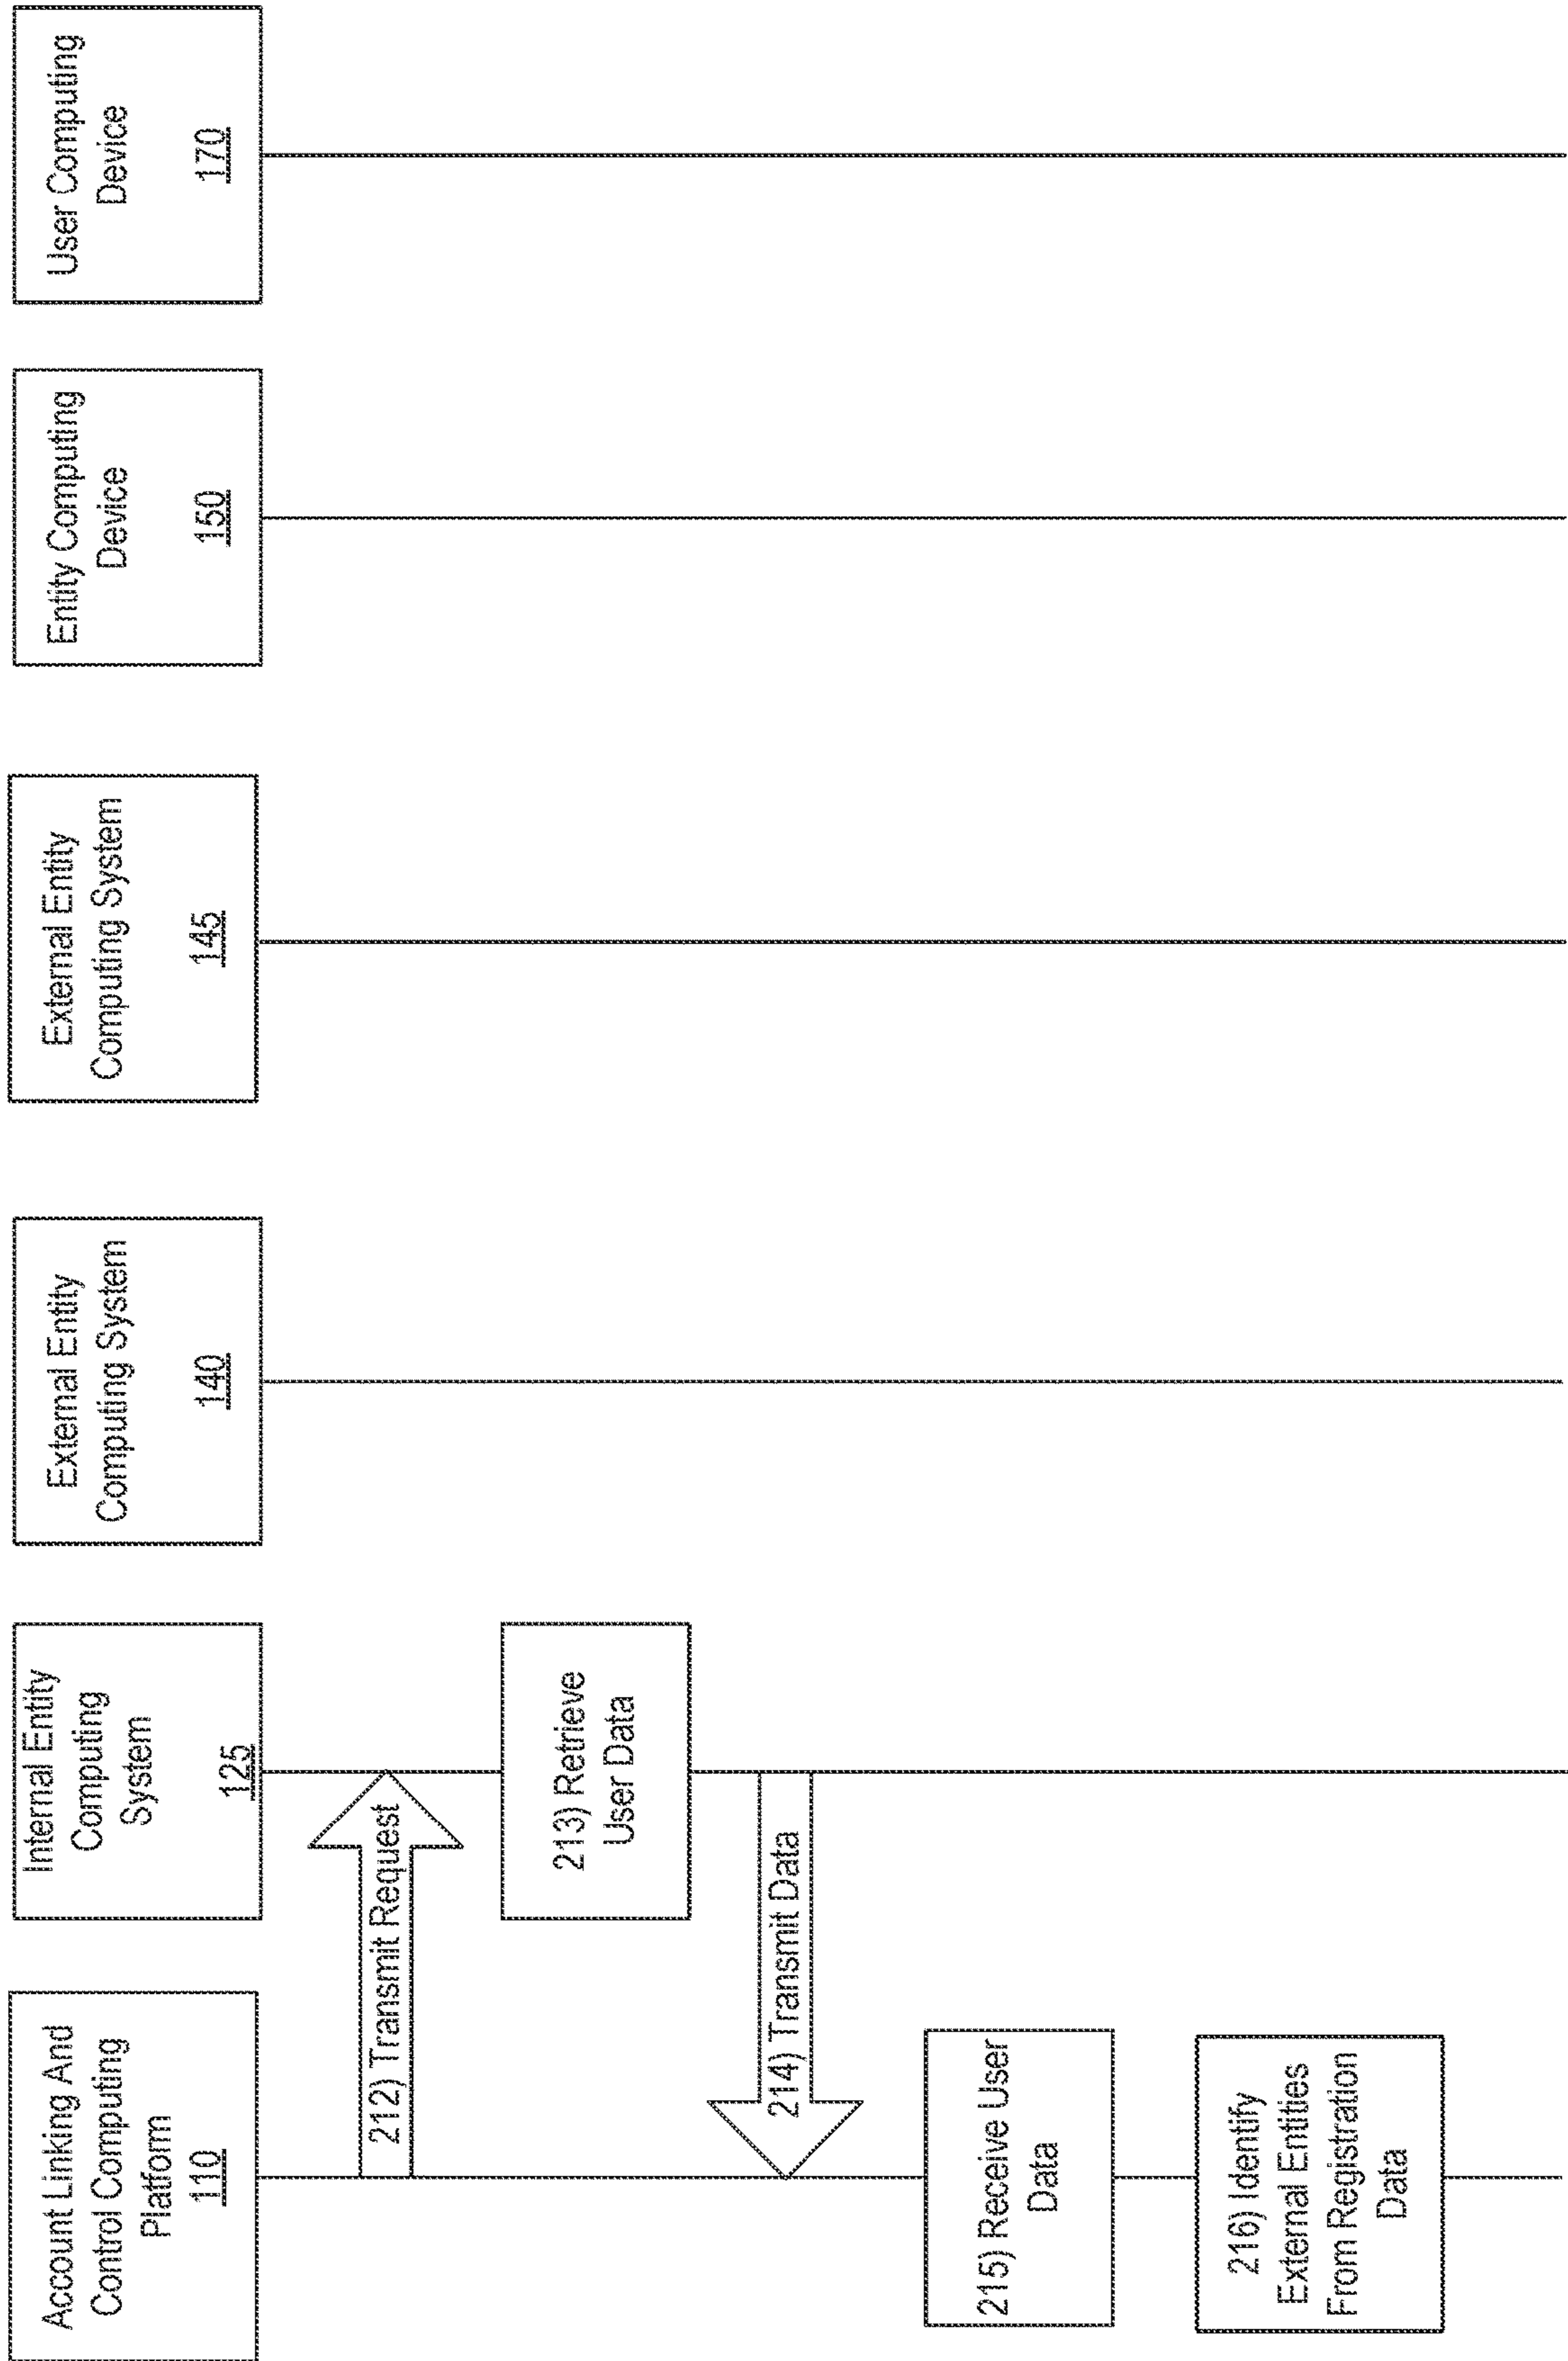 Account Linking And
Control Computing
Platform
110
Internal Entity
Computing
System
125
External Entity
Computing System
140
External Entity
Computing System
145
Entity Computing
Device
150
User Computing
Device
170
212) Transmit Request
213) Retrieve
User Data
214) Transmit Data
215) Receive User
Data
216) Identify
External Entities
From Registration
Data